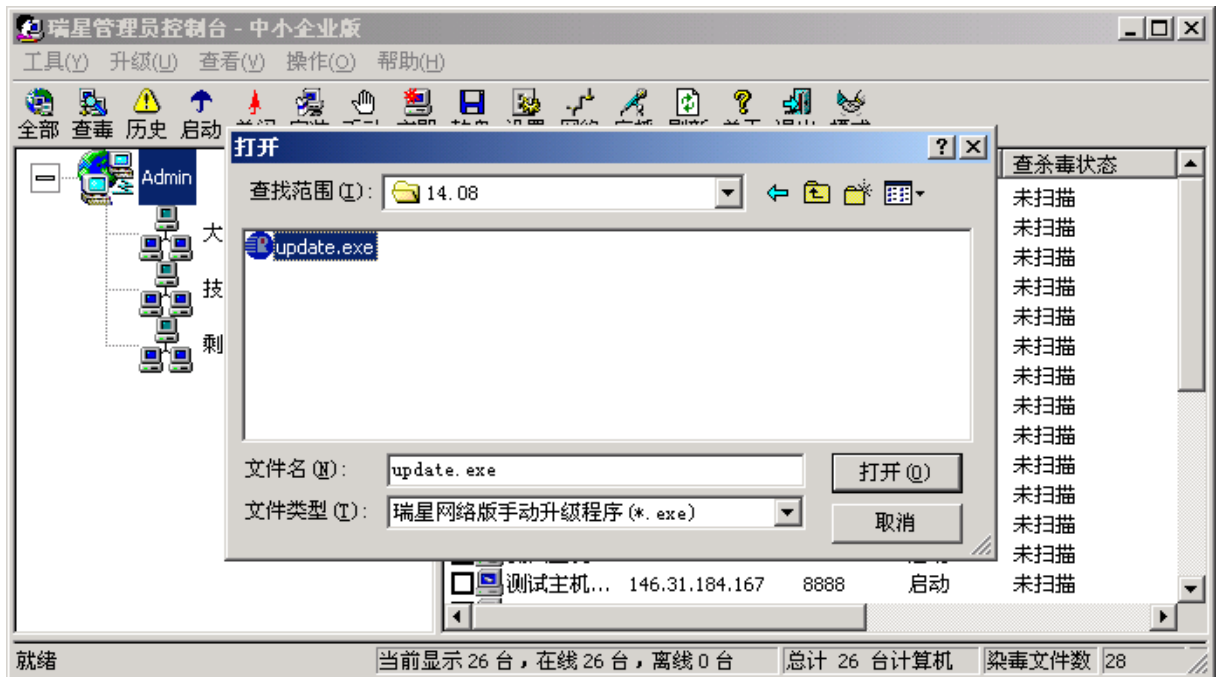 瑞星管理员控制台 - 中小企业版
工具(Y) 升级(U) 查看(V) 操作(O) 帮助(H)
全部 查毒 历史 启动
打开
查找范围(I): 14.08
update.exe
文件名(N): update.exe
打开(O)
文件类型(T): 瑞星网络版手动升级程序(*.exe)
取消
Admin
大
技
剩
查杀毒状态
未扫描
未扫描
未扫描
未扫描
未扫描
未扫描
未扫描
未扫描
未扫描
未扫描
未扫描
未扫描
未扫描
测试主机... 146.31.184.167 8888 启动 未扫描
就绪 当前显示 26 台，在线 26 台，离线 0 台 总计 26 台计算机 染毒文件数 28